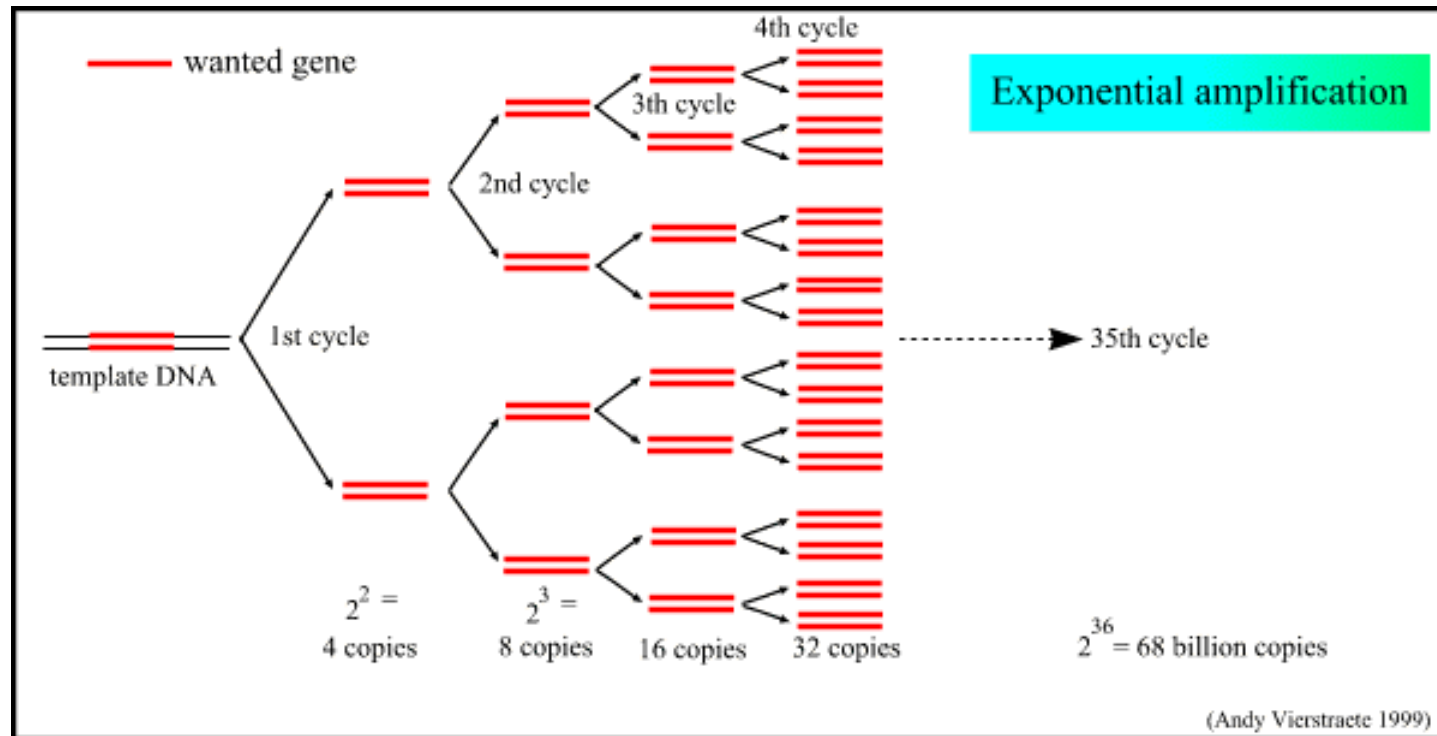 4th cycle
wanted gene
Exponential amplification
3th cycle
2nd cycle
1st cycle
35th cycle
template DNA
2^2 =
4 copies
2^3 =
8 copies
16 copies
32 copies
2^36 = 68 billion copies
(Andy Vierstraete 1999)